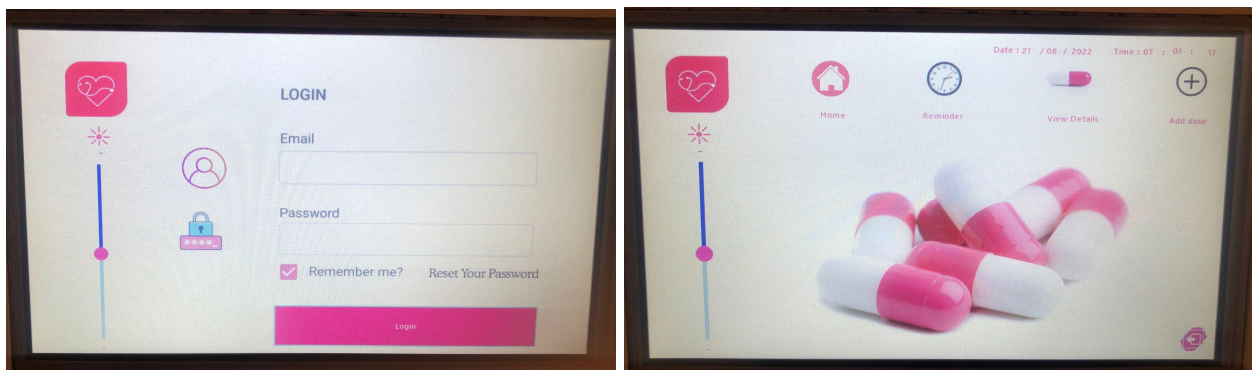 LOGIN
Email
Password
****_
Remember me? Reset Your Password
Login
Date : 21 / 08 / 2022 Time : 07 : 01 : 17
Home Reminder View Details Add dose